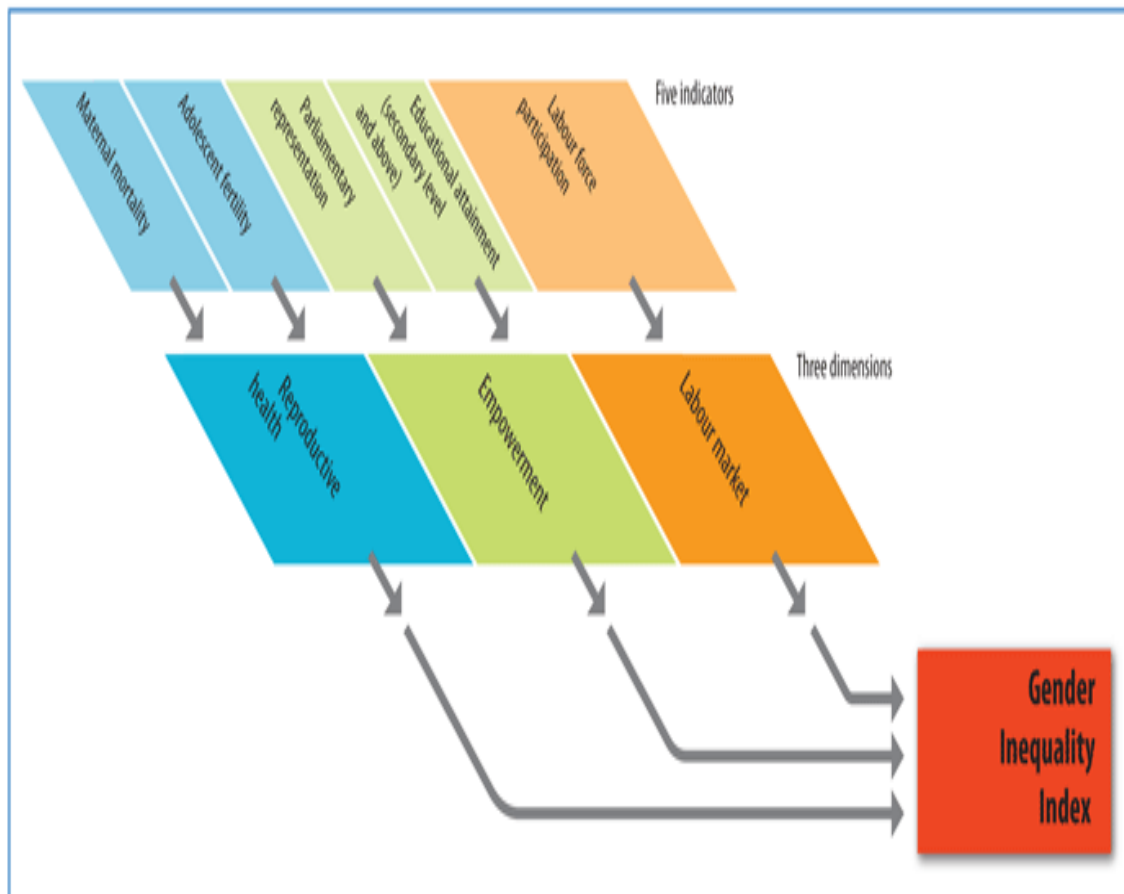 Maternal mortality
Adolescent fertility
Parliamentary
representation
Educational attainment
(secondary level
and above)
Labour force
participation
Five indicators
Reproductive
health
Empowerment
Labour market
Three dimensions
Gender
Inequality
Index